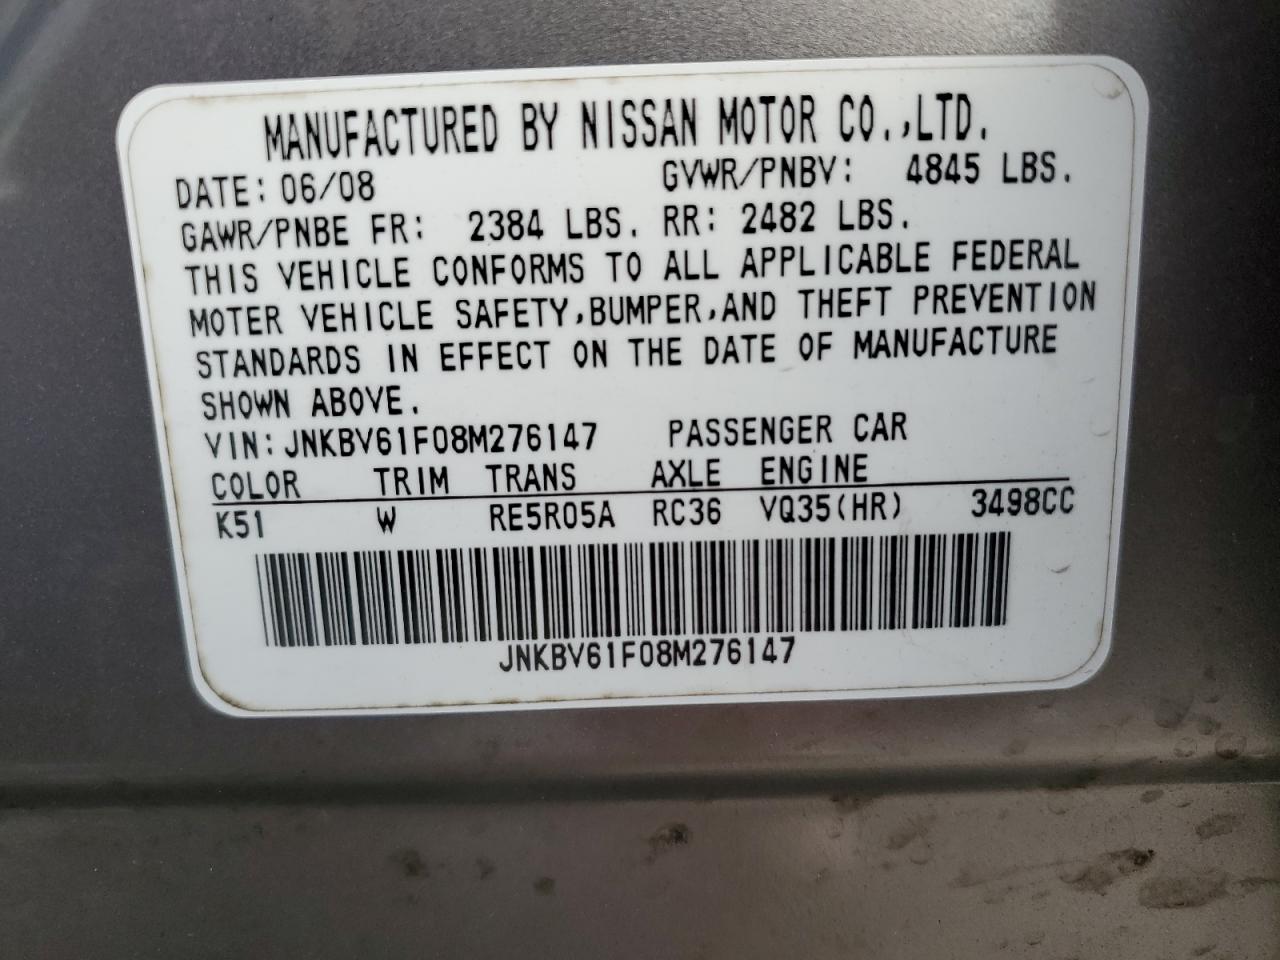 MANUFACTURED BY NISSAN MOTOR CO.,LTD.
DATE: 06/08 GVWR/PNBV: 4845 LBS.
GAWR/PNBE FR: 2384 LBS. RR: 2482 LBS.
THIS VEHICLE CONFORMS TO ALL APPLICABLE FEDERAL
MOTER VEHICLE SAFETY,BUMPER,AND THEFT PREVENTION
STANDARDS IN EFFECT ON THE DATE OF MANUFACTURE
SHOWN ABOVE.
VIN: JNKBV61F08M276147 PASSENGER CAR
COLOR TRIM TRANS AXLE ENGINE
K51 W RE5R05A RC36 VQ35(HR) 3498CC
JNKBV61F08M276147